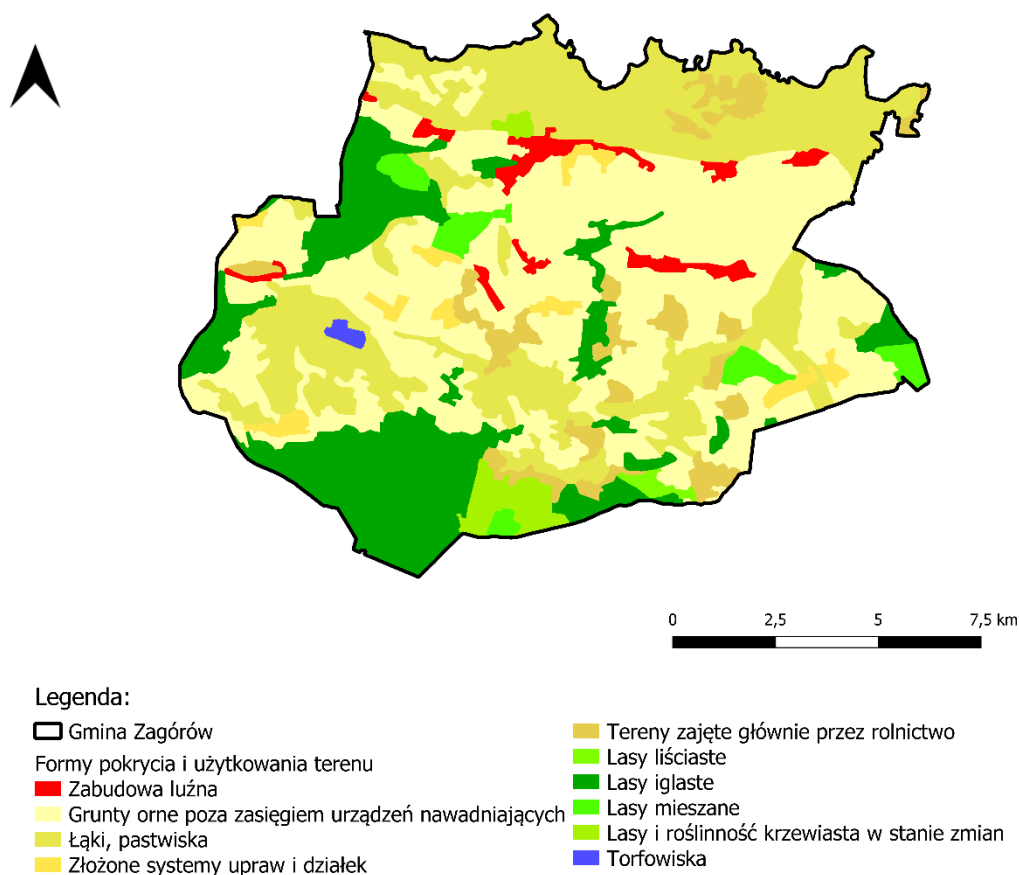 0 2,5 5 7,5 km
Legenda:
Gmina Zagórów
Formy pokrycia i użytkowania terenu
Zabudowa luźna
Grunty orne poza zasięgiem urządzeń nawadniających
Łąki, pastwiska
Złożone systemy upraw i działek
Tereny zajęte głównie przez rolnictwo
Lasy liściaste
Lasy iglaste
Lasy mieszane
Lasy i roślinność krzewiasta w stanie zmian
Torfowiska